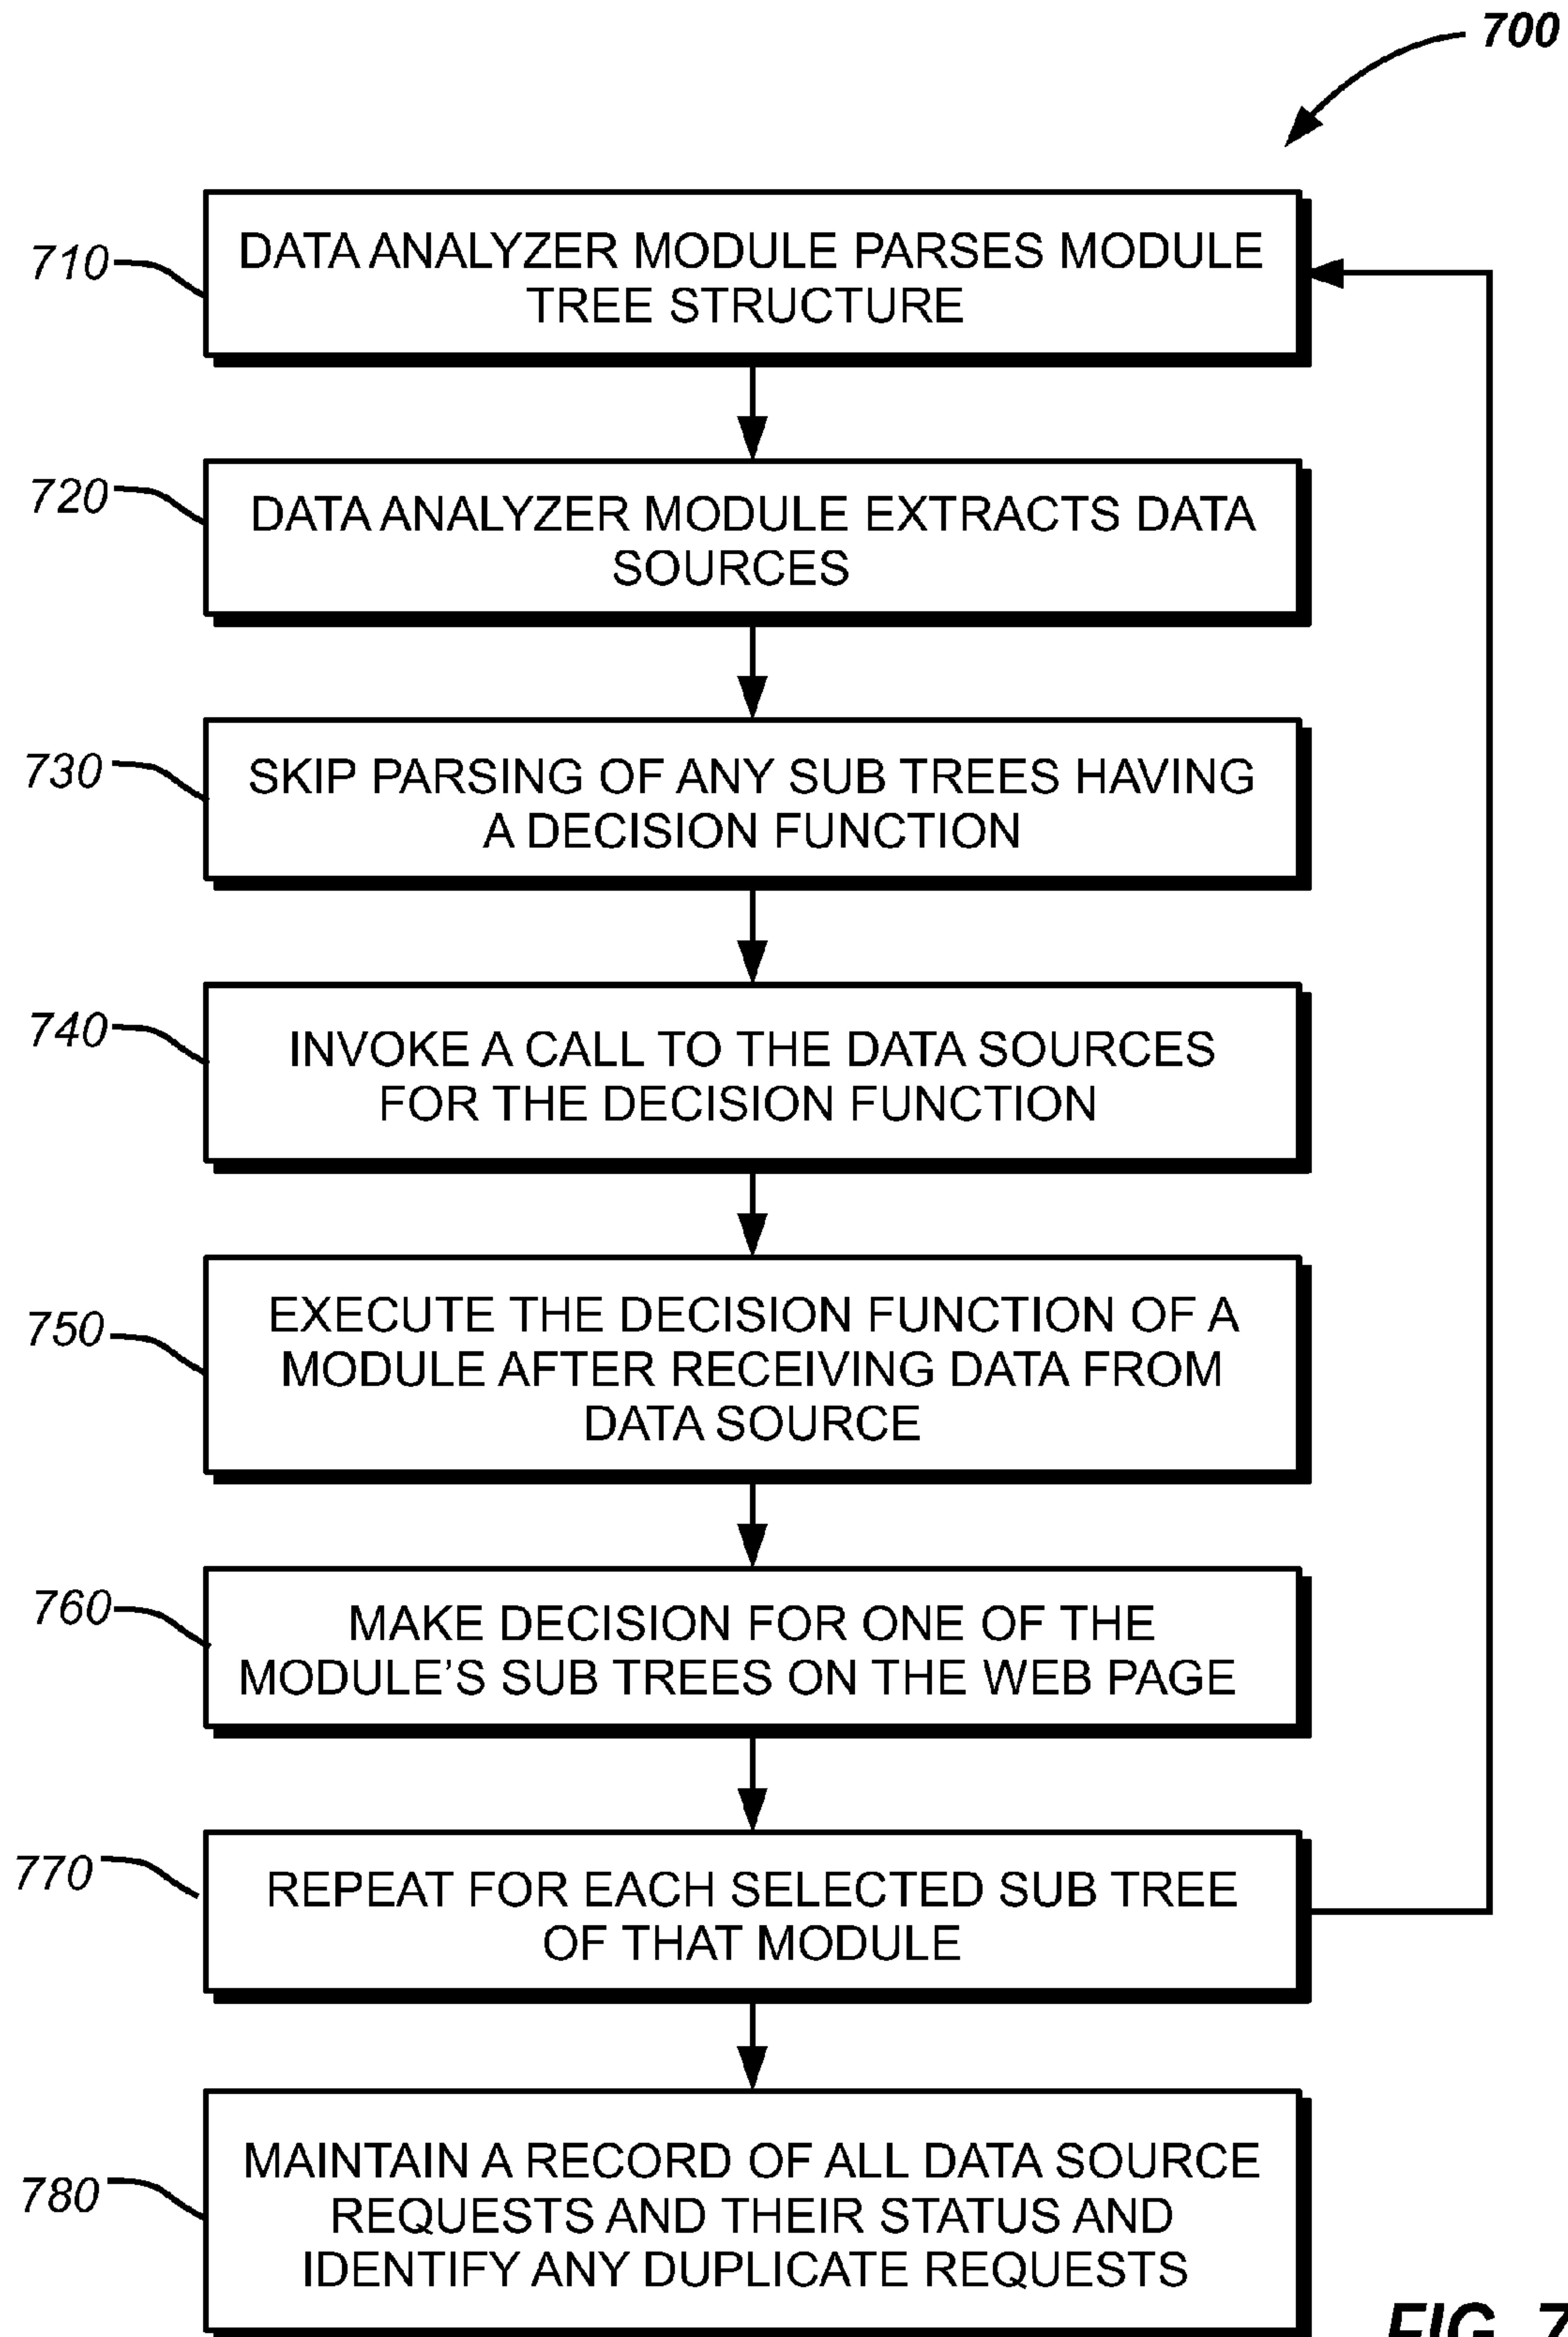 700
710
DATA ANALYZER MODULE PARSES MODULE
TREE STRUCTURE
720
DATA ANALYZER MODULE EXTRACTS DATA
SOURCES
730
SKIP PARSING OF ANY SUB TREES HAVING
A DECISION FUNCTION
740
INVOKE A CALL TO THE DATA SOURCES
FOR THE DECISION FUNCTION
750
EXECUTE THE DECISION FUNCTION OF A
MODULE AFTER RECEIVING DATA FROM
DATA SOURCE
760
MAKE DECISION FOR ONE OF THE
MODULE'S SUB TREES ON THE WEB PAGE
770
REPEAT FOR EACH SELECTED SUB TREE
OF THAT MODULE
780
MAINTAIN A RECORD OF ALL DATA SOURCE
REQUESTS AND THEIR STATUS AND
IDENTIFY ANY DUPLICATE REQUESTS
FIG. 7